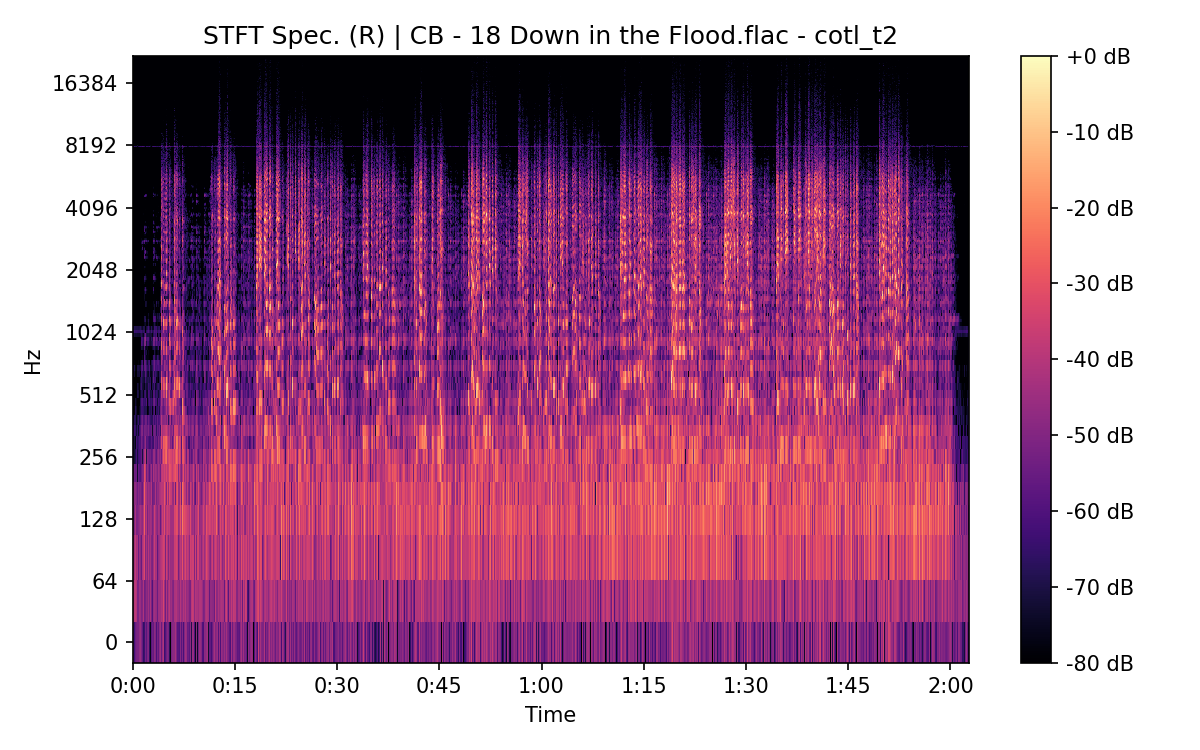 STFT Spec. (R) | CB - 18 Down in the Flood.flac - cotl_t2
Hz
16384
8192
4096
2048
1024
512
256
128
64
0
0:00 0:15 0:30 0:45 1:00 1:15 1:30 1:45 2:00
Time
+0 dB
-10 dB
-20 dB
-30 dB
-40 dB
-50 dB
-60 dB
-70 dB
-80 dB